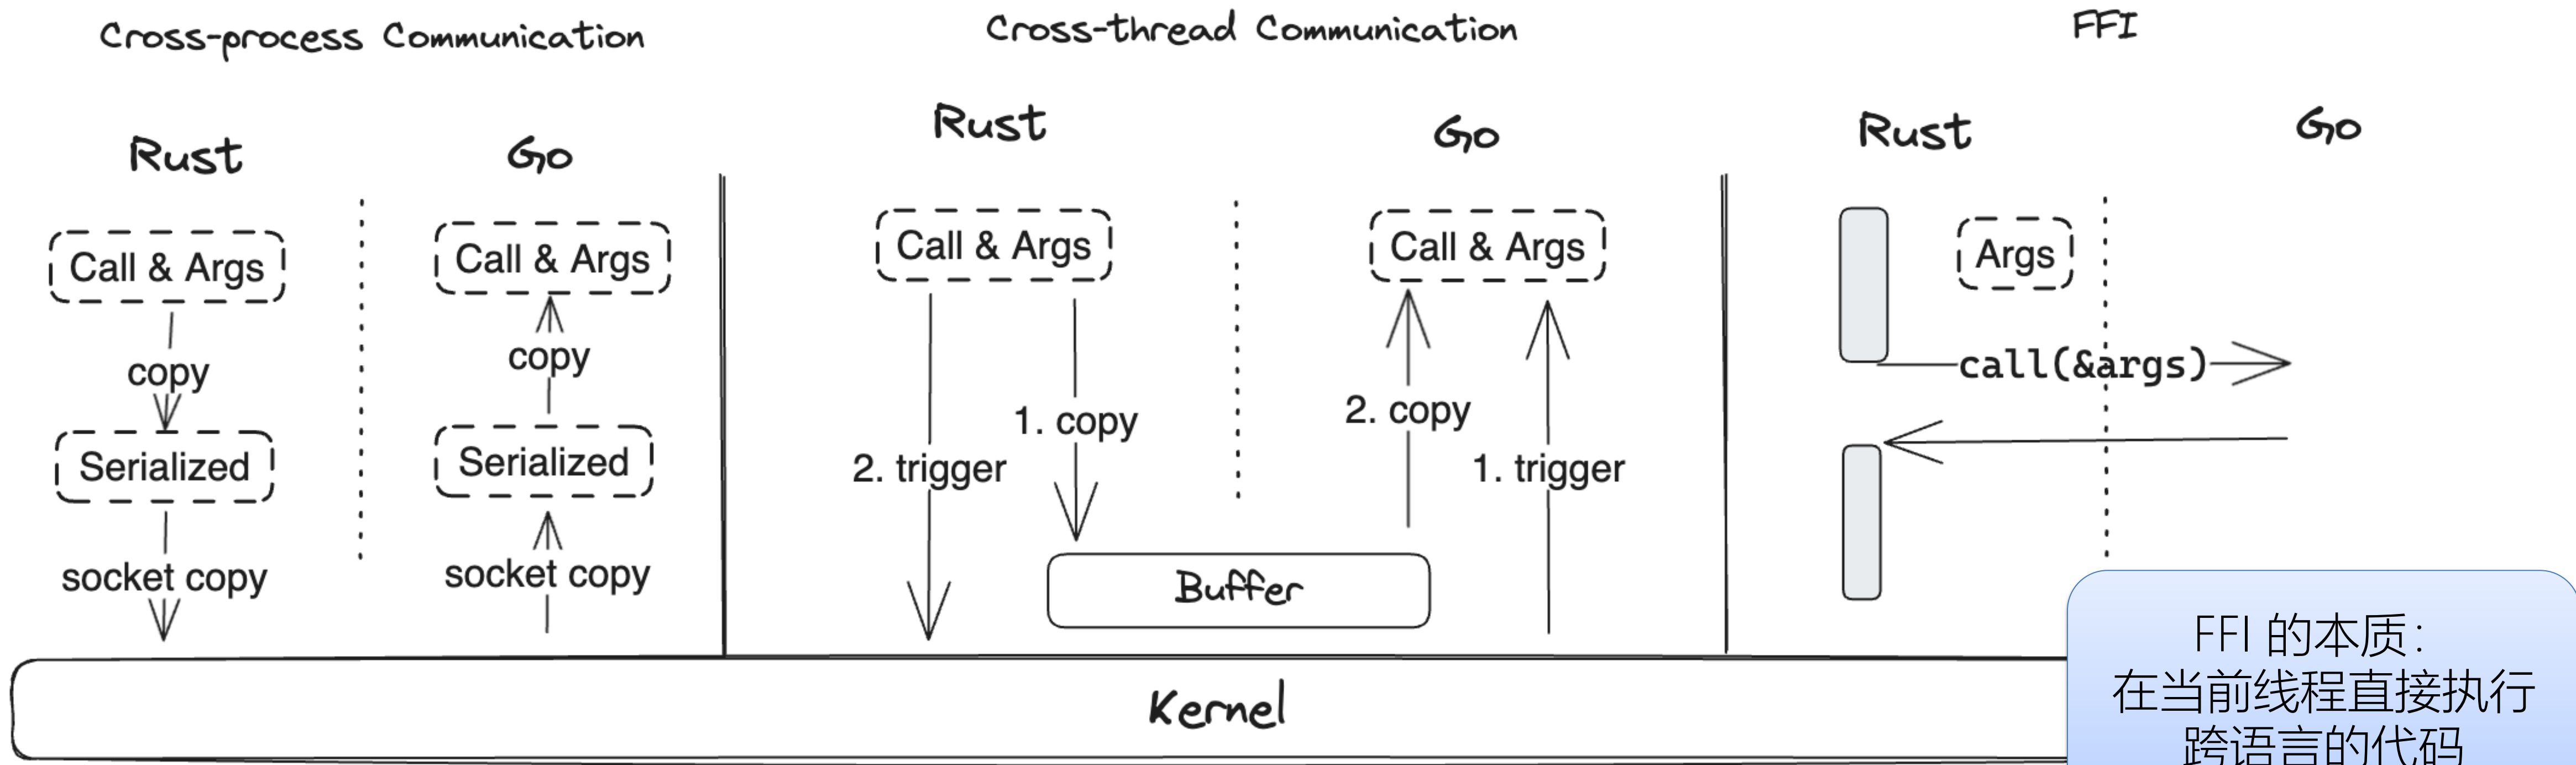 Cross-process Communication
Rust
Go
Call & Args
Call & Args
copy
copy
Serialized
Serialized
socket copy
socket copy
Cross-thread Communication
Rust
Go
Call & Args
Call & Args
2. trigger
1. copy
2. copy
1. trigger
Buffer
FFI
Rust
Go
Args
call(&args)
Kernel
FFI 的本质：
在当前线程直接执行
跨语言的代码